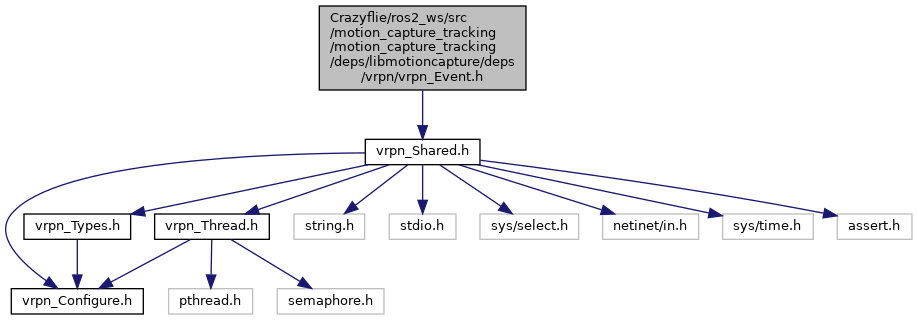 Crazyflie/ros2_ws/src
/motion_capture_tracking
/motion_capture_tracking
/deps/libmotioncapture/deps
/vrpn/vrpn_Event.h
vrpn_Shared.h
vrpn_Types.h
vrpn_Thread.h
string.h
stdio.h
sys/select.h
netinet/in.h
sys/time.h
assert.h
vrpn_Configure.h
pthread.h
semaphore.h